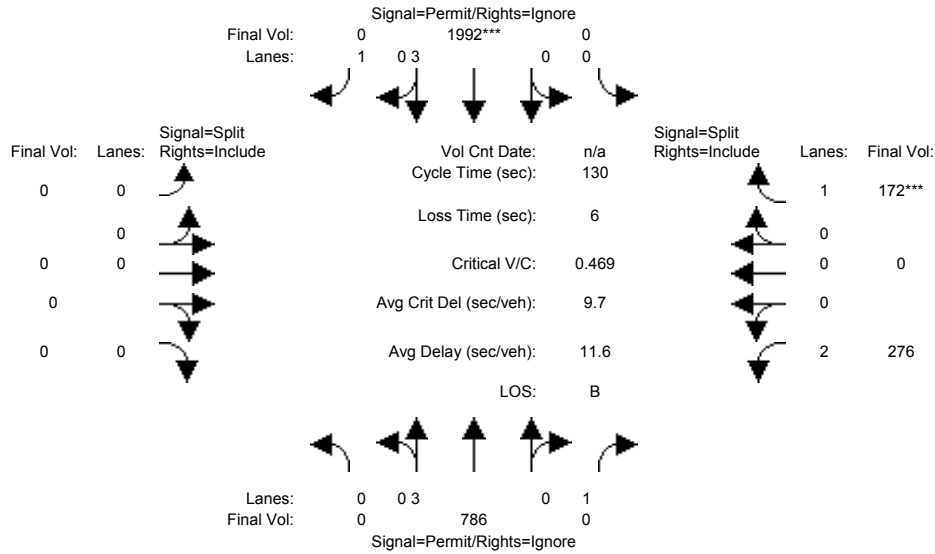 Signal=Permit/Rights=Ignore
Final Vol: 0 1992*** 0
Lanes: 1 0 3 0 0
Signal=Split Signal=Split
Final Vol: Lanes: Rights=Include Vol Cnt Date: n/a Rights=Include Lanes: Final Vol:
Cycle Time (sec): 130
0 0 1 172***
Loss Time (sec): 6
0 0
0 0 Critical V/C: 0.469 0 0
0 Avg Crit Del (sec/veh): 9.7 0
0 0 Avg Delay (sec/veh): 11.6 2 276
LOS: B
Lanes: 0 0 3 0 1
Final Vol: 0 786 0
Signal=Permit/Rights=Ignore